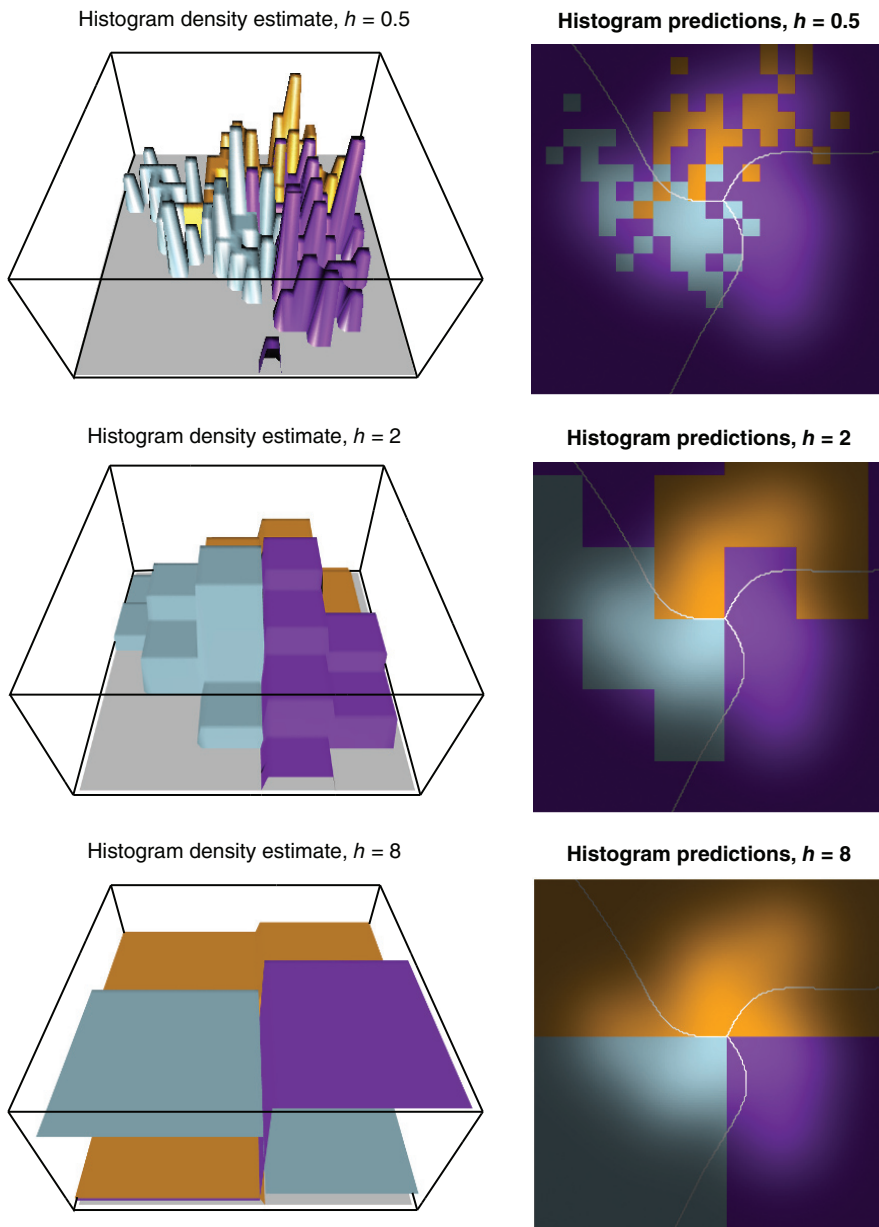 Histogram density estimate, h = 0.5
Histogram predictions, h = 0.5
Histogram density estimate, h = 2
Histogram predictions, h = 2
Histogram density estimate, h = 8
Histogram predictions, h = 8